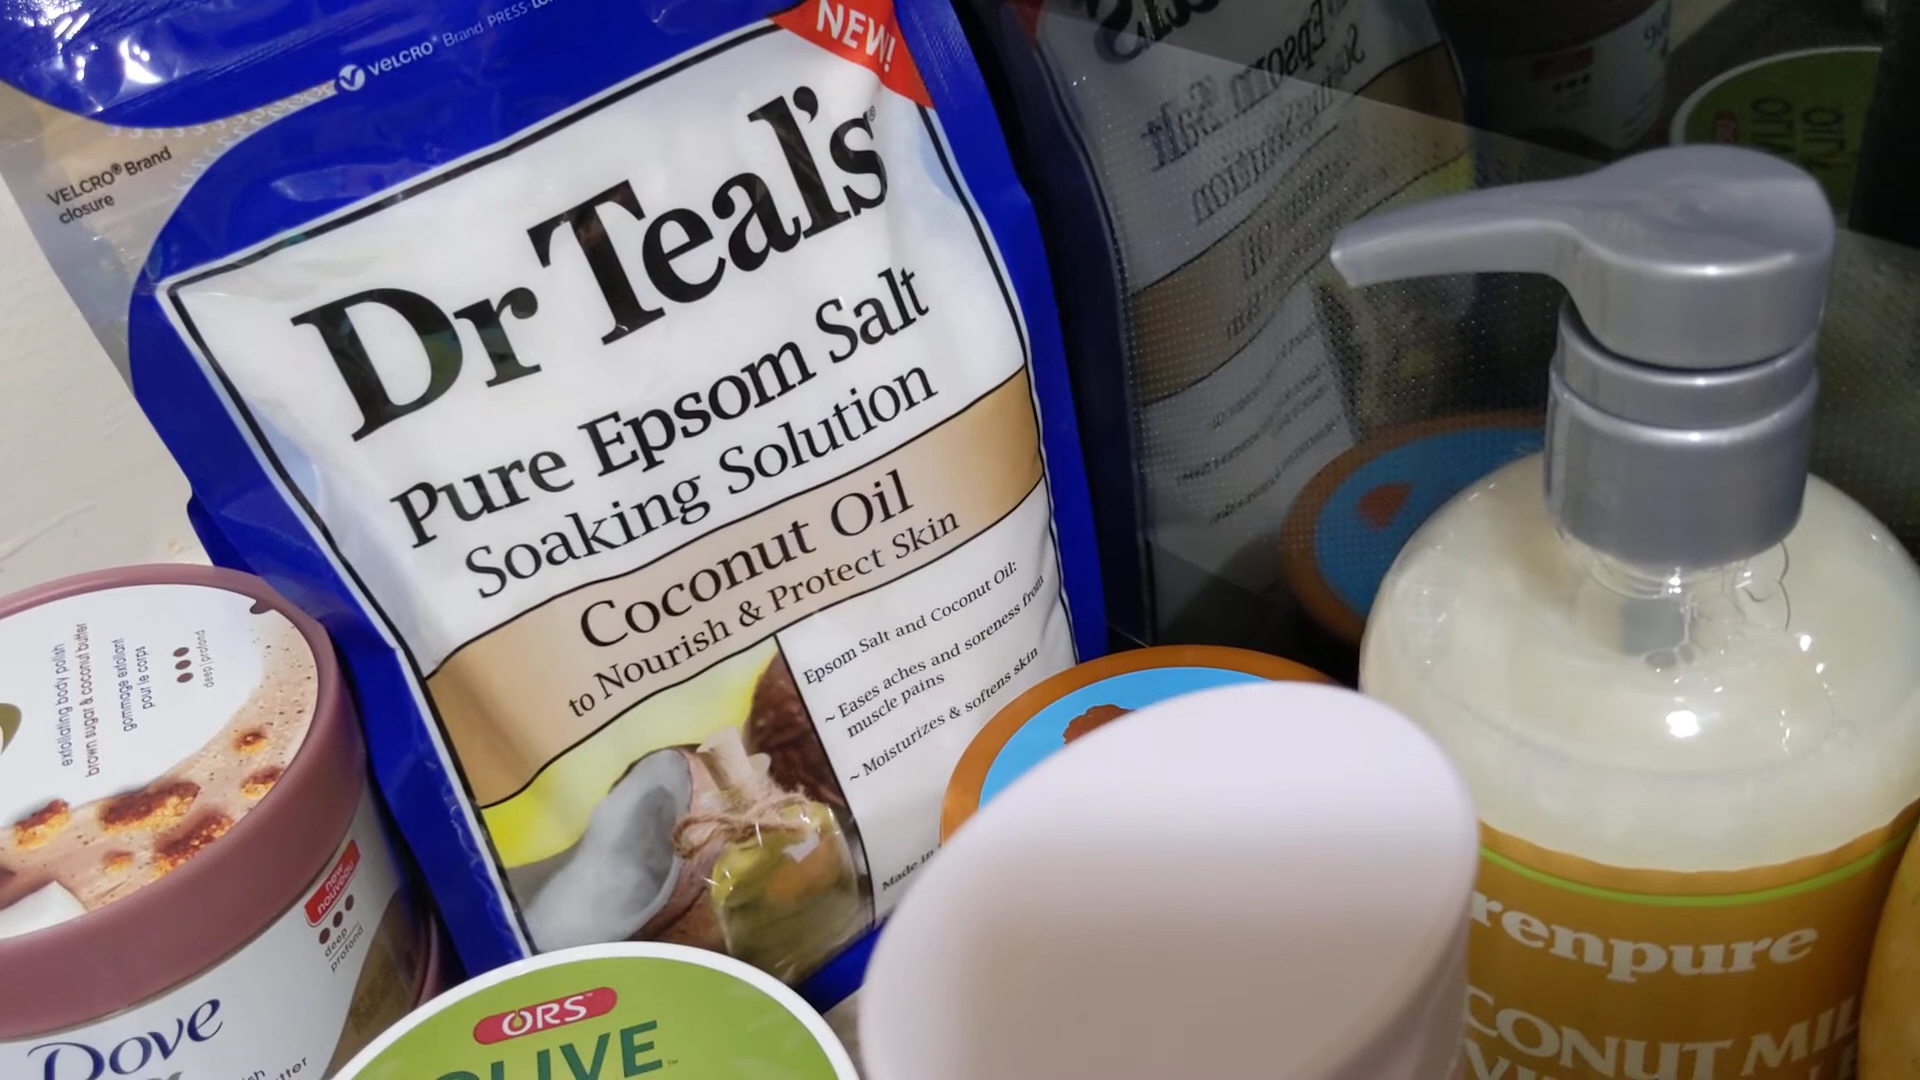 VELCRO® Brand PRESS-LO
VELCRO® Brand
closure
NEW!
Dr Teal's®
Pure Epsom Salt
Soaking Solution
Coconut Oil
to Nourish & Protect Skin
Epsom Salt and Coconut Oil:
~ Eases aches and soreness from
muscle pains
~ Moisturizes & softens skin
Made in
exfoliating body polish
brown sugar & coconut butter
gommage exfoliant
pour le corps
deep profond
new
nouveau
deep
profond
Dove
ORS™
OLIVE™
renpure
CONUT MIL